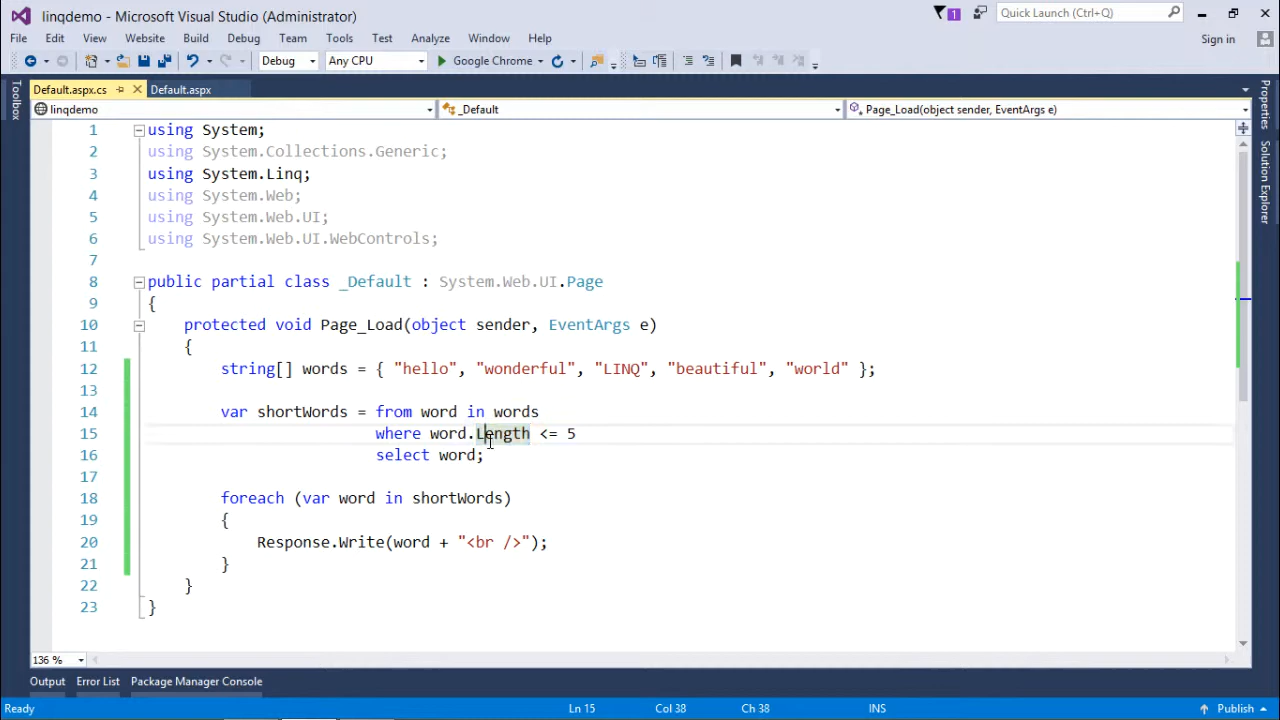 linqdemo - Microsoft Visual Studio (Administrator)
1
Quick Launch (Ctrl+Q)
File Edit View Website Build Debug Team Tools Test Analyze Window Help
Sign in
Debug Any CPU Google Chrome
Toolbox
Default.aspx.cs Default.aspx
linqdemo _Default Page_Load(object sender, EventArgs e)
Properties
Solution Explorer
1 using System;
2 using System.Collections.Generic;
3 using System.Linq;
4 using System.Web;
5 using System.Web.UI;
6 using System.Web.UI.WebControls;
7
8 public partial class _Default : System.Web.UI.Page
9 {
10 protected void Page_Load(object sender, EventArgs e)
11 {
12 string[] words = { "hello", "wonderful", "LINQ", "beautiful", "world" };
13
14 var shortWords = from word in words
15 where word.Length <= 5
16 select word;
17
18 foreach (var word in shortWords)
19 {
20 Response.Write(word + "<br />");
21 }
22 }
23 }
136 %
Output Error List Package Manager Console
Ready Ln 15 Col 38 Ch 38 INS Publish